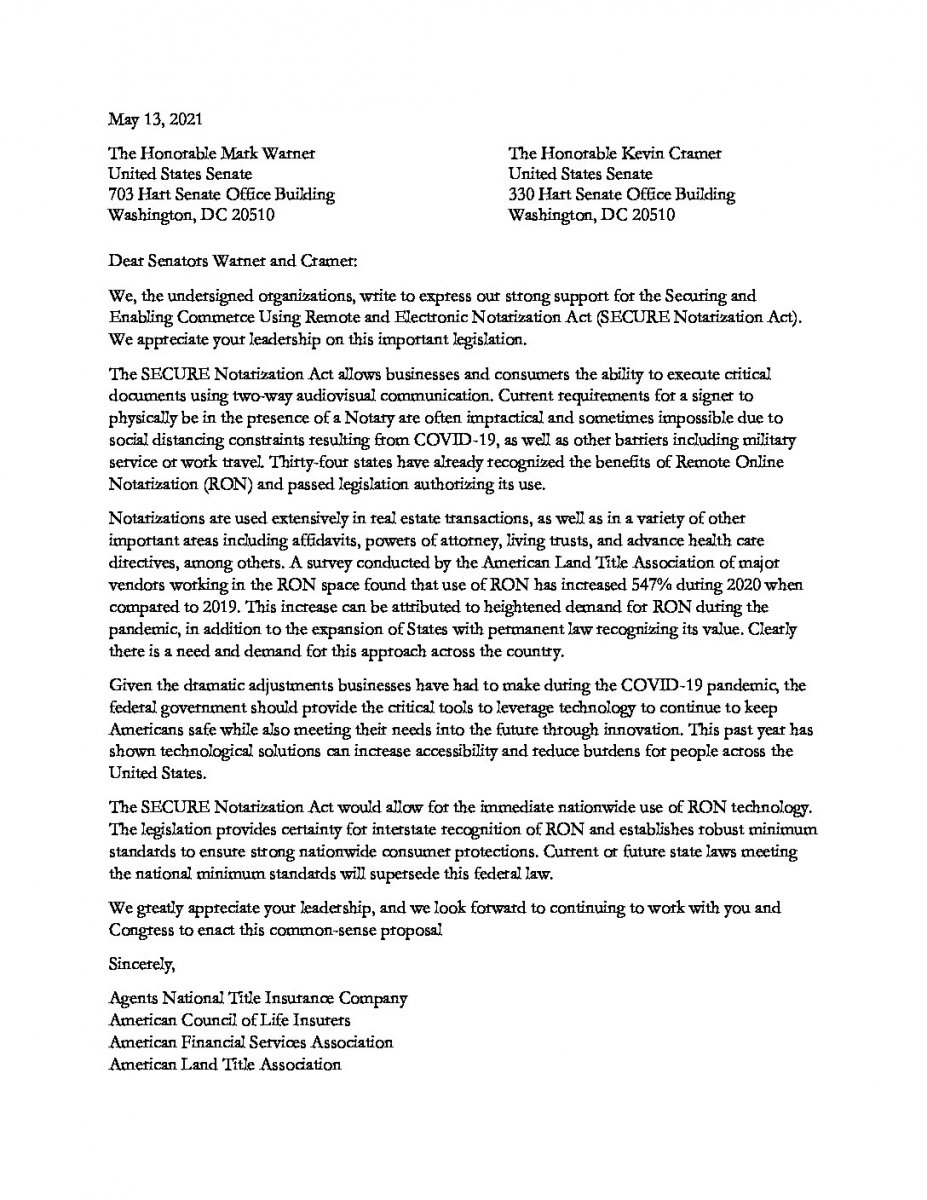 May 13, 2021
The Honorable Mark Warner
United States Senate
703 Hart Senate Office Building
Washington, DC 20510
The Honorable Kevin Cramer
United States Senate
330 Hart Senate Office Building
Washington, DC 20510
Dear Senators Warner and Cramer:
We, the undersigned organizations, write to express our strong support for the Securing and
Enabling Commerce Using Remote and Electronic Notarization Act (SECURE Notarization Act).
We appreciate your leadership on this important legislation.
The SECURE Notarization Act allows businesses and consumers the ability to execute critical
documents using two-way audiovisual communication. Current requirements for a signer to
physically be in the presence of a Notary are often impractical and sometimes impossible due to
social distancing constraints resulting from COVID-19, as well as other barriers including military
service or work travel. Thirty-four states have already recognized the benefits of Remote Online
Notarization (RON) and passed legislation authorizing its use.
Notarizations are used extensively in real estate transactions, as well as in a variety of other
important areas including affidavits, powers of attorney, living trusts, and advance health care
directives, among others. A survey conducted by the American Land Title Association of major
vendors working in the RON space found that use of RON has increased 547% during 2020 when
compared to 2019. This increase can be attributed to heightened demand for RON during the
pandemic, in addition to the expansion of States with permanent law recognizing its value. Clearly
there is a need and demand for this approach across the country.
Given the dramatic adjustments businesses have had to make during the COVID-19 pandemic, the
federal government should provide the critical tools to leverage technology to continue to keep
Americans safe while also meeting their needs into the future through innovation. This past year has
shown technological solutions can increase accessibility and reduce burdens for people across the
United States.
The SECURE Notarization Act would allow for the immediate nationwide use of RON technology.
The legislation provides certainty for interstate recognition of RON and establishes robust minimum
standards to ensure strong nationwide consumer protections. Current or future state laws meeting
the national minimum standards will supersede this federal law.
We greatly appreciate your leadership, and we look forward to continuing to work with you and
Congress to enact this common-sense proposal
Sincerely,
Agents National Title Insurance Company
American Council of Life Insurers
American Financial Services Association
American Land Title Association